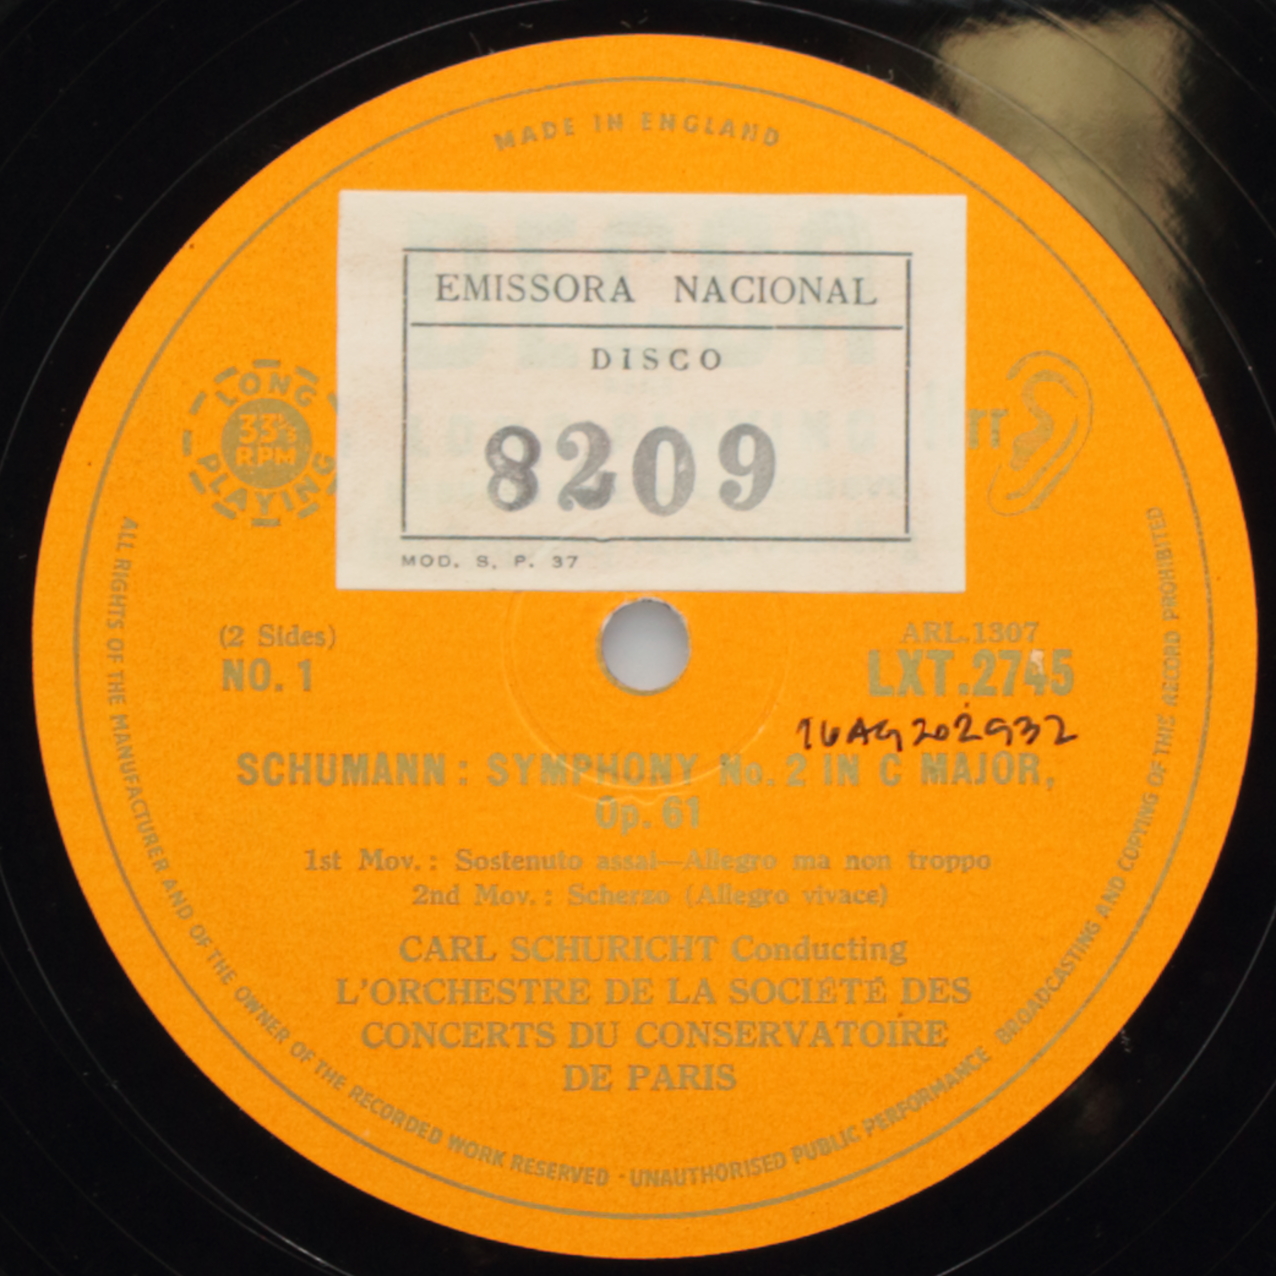 MADE IN ENGLAND
EMISSORA NACIONAL
DISCO
8209
MOD. S. P. 37
LONG
33⅓
RPM
PLAYING
rr
(2 Sides)
NO. 1
ARL.1307
LXT.2745
SCHUMANN : SYMPHONY No. 2 IN C MAJOR,
Op. 61
1st Mov. : Sostenuto assai—Allegro ma non troppo
2nd Mov. : Scherzo (Allegro vivace)
CARL SCHURICHT Conducting
L'ORCHESTRE DE LA SOCIÉTÉ DES
CONCERTS DU CONSERVATOIRE
DE PARIS
ALL RIGHTS OF THE MANUFACTURER AND OF THE OWNER OF THE RECORDED WORK RESERVED · UNAUTHORISED PUBLIC PERFORMANCE BROADCASTING AND COPYING OF THIS RECORD PROHIBITED